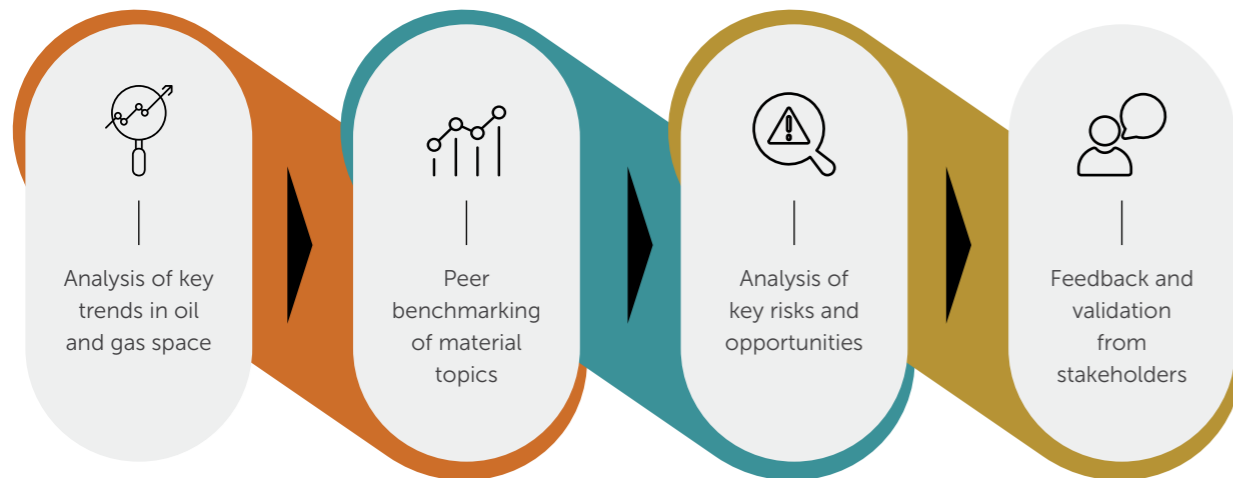 Analysis of key
trends in oil
and gas space
Peer
benchmarking
of material
topics
Analysis of
key risks and
opportunities
Feedback and
validation
from
stakeholders